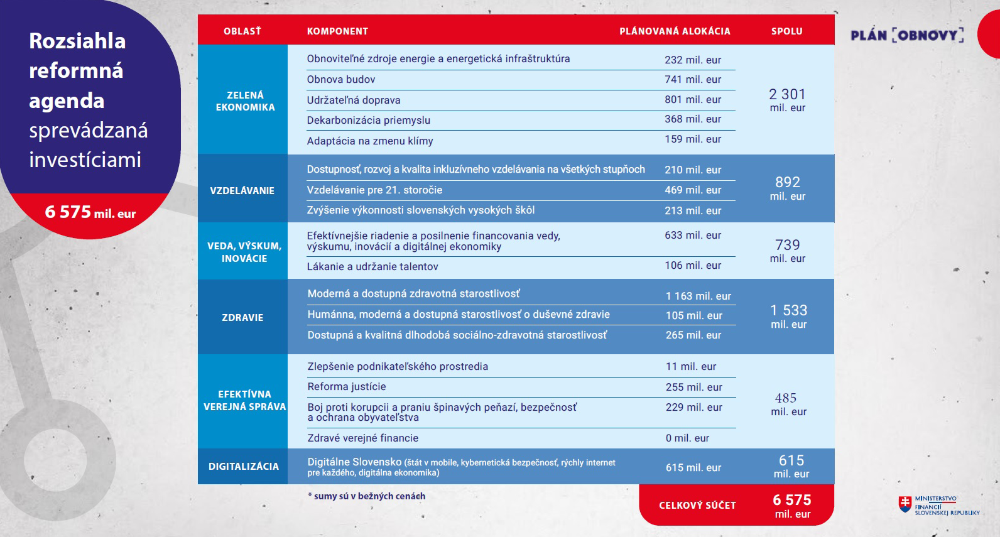 Rozsiahla
reformná
agenda
sprevádzaná
investíciami
6 575 mil. eur
OBLASŤ KOMPONENT PLÁNOVANÁ ALOKÁCIA SPOLU
ZELENÁ
EKONOMIKA
Obnoviteľné zdroje energie a energetická infraštruktúra 232 mil. eur
Obnova budov 741 mil. eur
Udržateľná doprava 801 mil. eur
Dekarbonizácia priemyslu 368 mil. eur
Adaptácia na zmenu klímy 159 mil. eur
2 301
mil. eur
VZDELÁVANIE
Dostupnosť, rozvoj a kvalita inkluzívneho vzdelávania na všetkých stupňoch 210 mil. eur
Vzdelávanie pre 21. storočie 469 mil. eur
Zvýšenie výkonnosti slovenských vysokých škôl 213 mil. eur
892
mil. eur
VEDA, VÝSKUM,
INOVÁCIE
Efektívnejšie riadenie a posilnenie financovania vedy, 633 mil. eur
výskumu, inovácií a digitálnej ekonomiky
Lákanie a udržanie talentov 106 mil. eur
739
mil. eur
ZDRAVIE
Moderná a dostupná zdravotná starostlivosť 1 163 mil. eur
Humánna, moderná a dostupná starostlivosť o duševné zdravie 105 mil. eur
Dostupná a kvalitná dlhodobá sociálno-zdravotná starostlivosť 265 mil. eur
1 533
mil. eur
EFEKTÍVNA
VEREJNÁ SPRÁVA
Zlepšenie podnikateľského prostredia 11 mil. eur
Reforma justície 255 mil. eur
Boj proti korupcii a praniu špinavých peňazí, bezpečnosť 229 mil. eur
a ochrana obyvateľstva
Zdravé verejné financie 0 mil. eur
485
mil. eur
DIGITALIZÁCIA
Digitálne Slovensko (štát v mobile, kybernetická bezpečnosť, rýchly internet
pre každého, digitálna ekonomika)
615 mil. eur
615
mil. eur
* sumy sú v bežných cenách
CELKOVÝ SÚČET
6 575
mil. eur
PLÁN [OBNOVY]
MINISTERSTVO
FINANCIÍ
SLOVENSKEJ REPUBLIKY